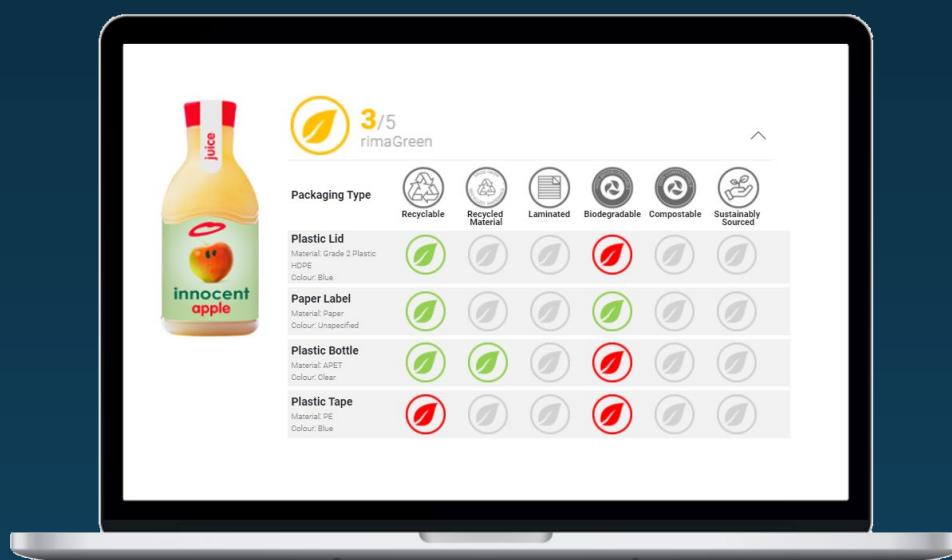 juice
innocent
apple
3/5
rimaGreen
Packaging Type
Recyclable
Recycled
Material
Laminated
Biodegradable
Compostable
Sustainably
Sourced
Plastic Lid
Material: Grade 2 Plastic
HDPE
Colour: Blue
Paper Label
Material: Paper
Colour: Unspecified
Plastic Bottle
Material: APET
Colour: Clear
Plastic Tape
Material: PE
Colour: Blue